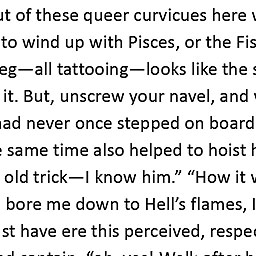 ut of these queer curvicues here
to wind up with Pisces, or the Fis
eg—all tattooing—looks like the s
it. But, unscrew your navel, and
had never once stepped on board
same time also helped to hoist h
old trick—I know him.” “How it w
bore me down to Hell’s flames, I
st have ere this perceived, respec